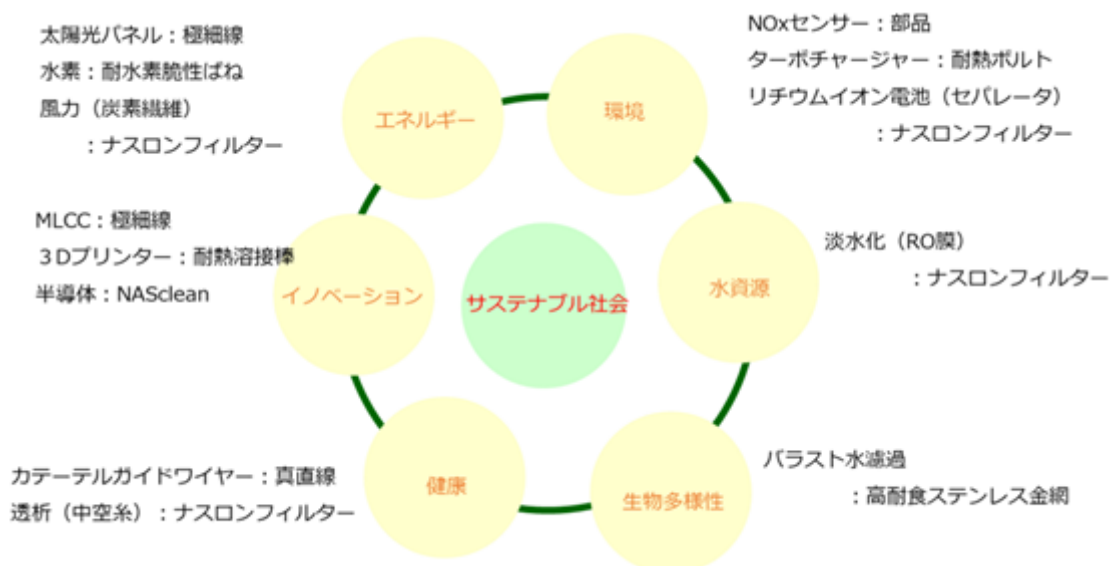 太陽光パネル：極細線
水素：耐水素脆性ばね
風力（炭素繊維）
：ナスロンフィルター
エネルギー
NOxセンサー：部品
ターボチャージャー：耐熱ボルト
リチウムイオン電池（セパレータ）
：ナスロンフィルター
環境
MLCC：極細線
３Dプリンター：耐熱溶接棒
半導体：NASclean
イノベーション
サステナブル社会
淡水化（RO膜）
：ナスロンフィルター
水資源
カテーテルガイドワイヤー：真直線
透析（中空糸）：ナスロンフィルター
健康
バラスト水濾過
：高耐食ステンレス金網
生物多様性